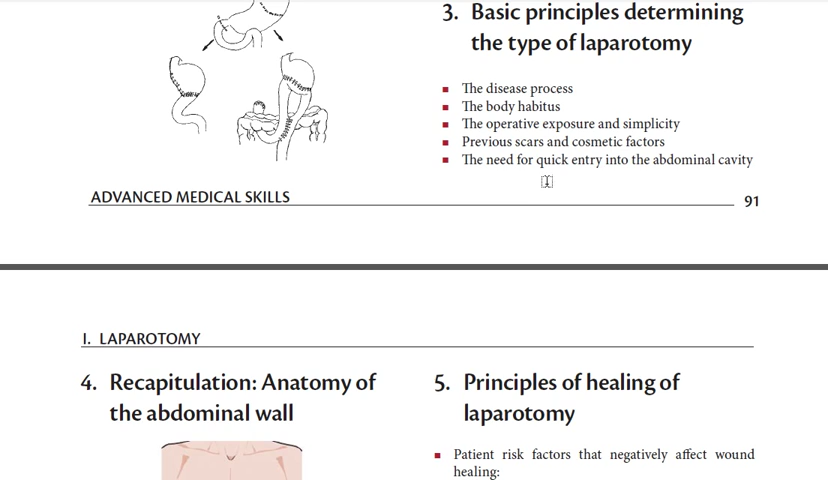 3. Basic principles determining
the type of laparotomy
■ The disease process
■ The body habitus
■ The operative exposure and simplicity
■ Previous scars and cosmetic factors
■ The need for quick entry into the abdominal cavity
ADVANCED MEDICAL SKILLS
91
I. LAPAROTOMY
4. Recapitulation: Anatomy of
the abdominal wall
5. Principles of healing of
laparotomy
■ Patient risk factors that negatively affect wound
healing: